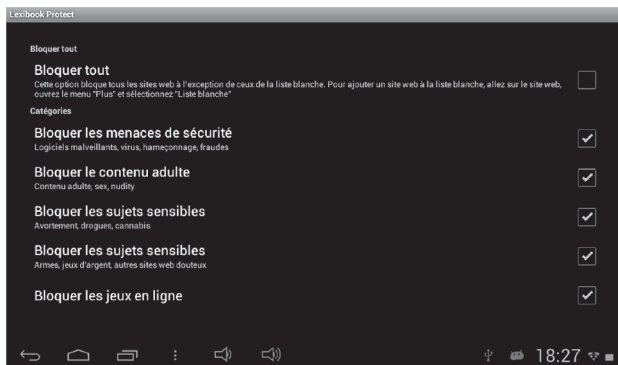 Lexibook Protect
Bloquer tout
Bloquer tout
Cette option bloque tous les sites web à l'exception de ceux de la liste blanche. Pour ajouter un site web à la liste blanche, allez sur le site web,
ouvrez le menu "Plus" et sélectionnez "Liste blanche"
Catégories
Bloquer les menaces de sécurité
Logiciels malveillants, virus, hameçonnage, fraudes
Bloquer le contenu adulte
Contenu adulte, sex, nudity
Bloquer les sujets sensibles
Avortement, drogues, cannabis
Bloquer les sujets sensibles
Armes, jeux d'argent, autres sites web douteux
Bloquer les jeux en ligne
18:27